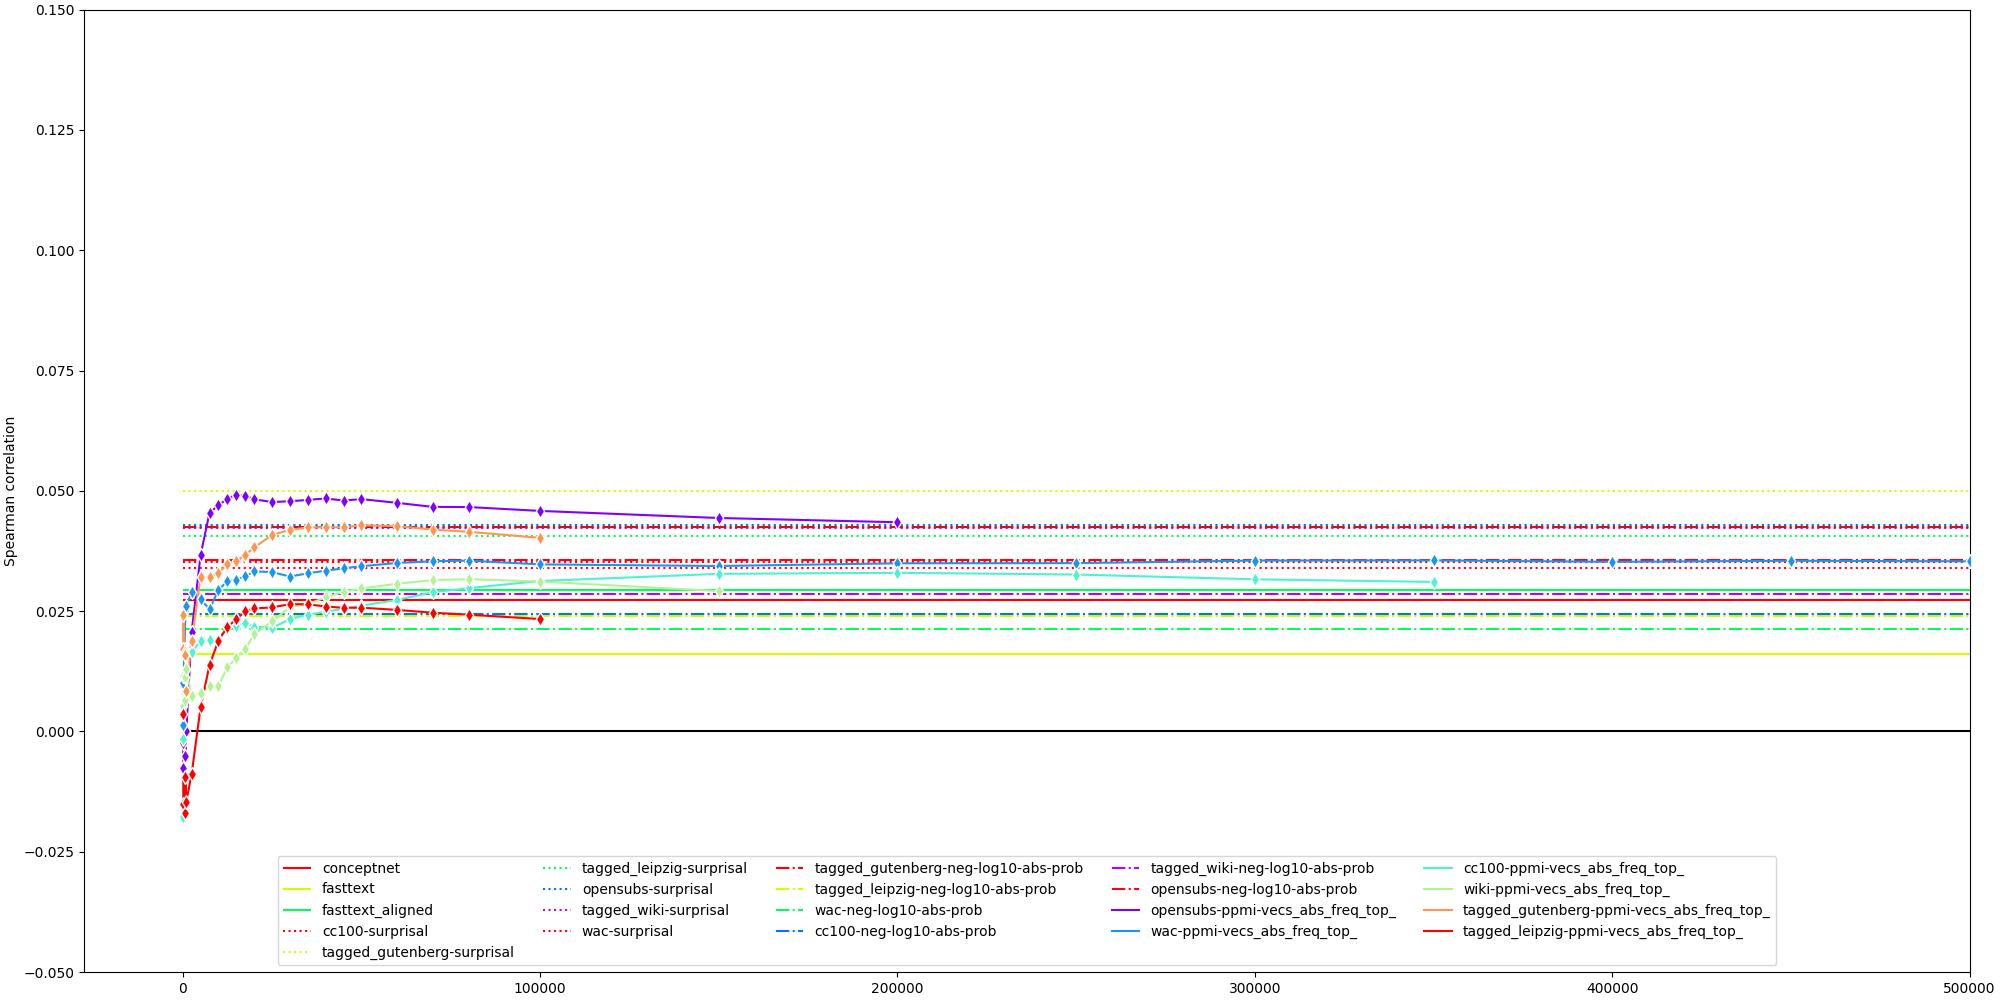 0.150
0.125
0.100
0.075
0.050
0.025
0.000
−0.025
−0.050
Spearman correlation
conceptnet
fasttext
fasttext_aligned
cc100-surprisal
tagged_gutenberg-surprisal
tagged_leipzig-surprisal
opensubs-surprisal
tagged_wiki-surprisal
wac-surprisal
tagged_gutenberg-neg-log10-abs-prob
tagged_leipzig-neg-log10-abs-prob
wac-neg-log10-abs-prob
cc100-neg-log10-abs-prob
tagged_wiki-neg-log10-abs-prob
opensubs-neg-log10-abs-prob
opensubs-ppmi-vecs_abs_freq_top_
wac-ppmi-vecs_abs_freq_top_
cc100-ppmi-vecs_abs_freq_top_
wiki-ppmi-vecs_abs_freq_top_
tagged_gutenberg-ppmi-vecs_abs_freq_top_
tagged_leipzig-ppmi-vecs_abs_freq_top_
0 100000 200000 300000 400000 500000